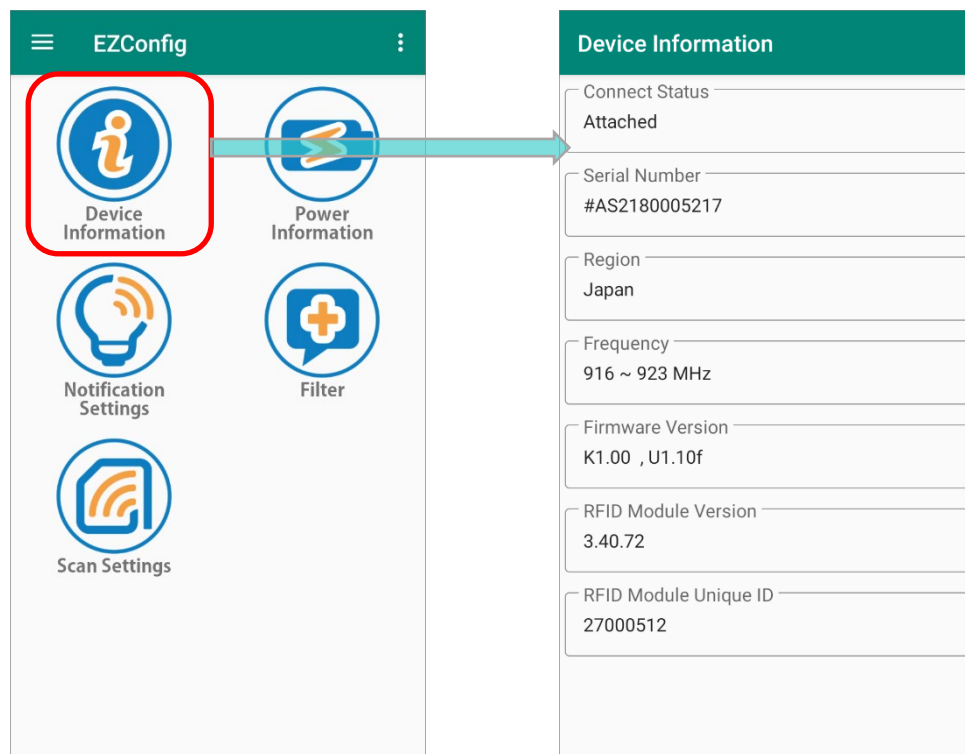 EZConfig
Device
Information
Power
Information
Notification
Settings
Filter
Scan Settings
Device Information
Connect Status
Attached
Serial Number
#AS2180005217
Region
Japan
Frequency
916 ~ 923 MHz
Firmware Version
K1.00 , U1.10f
RFID Module Version
3.40.72
RFID Module Unique ID
27000512